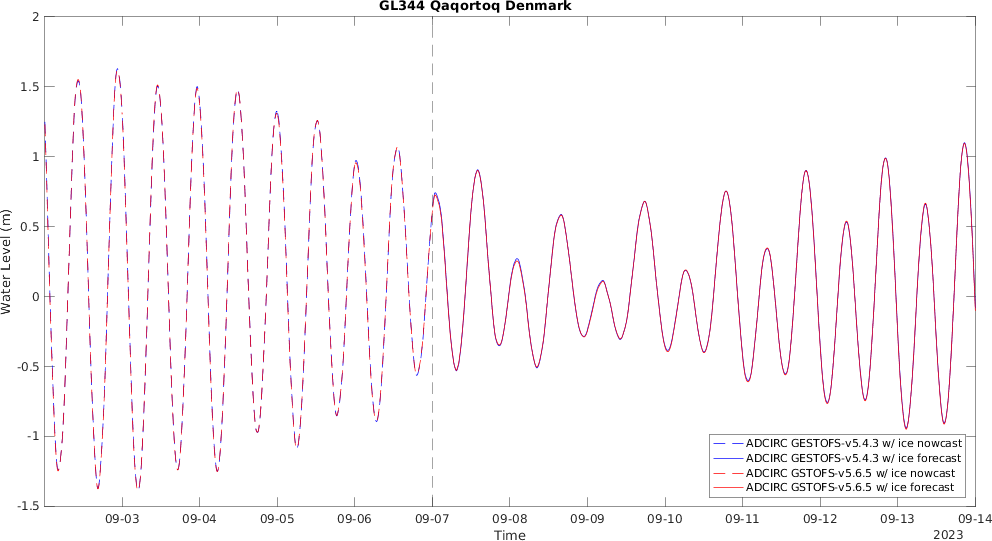 GL344 Qaqortoq Denmark
2
1.5
1
0.5
0
-0.5
-1
-1.5
Water Level (m)
ADCIRC GESTOFS-v5.4.3 w/ ice nowcast
ADCIRC GESTOFS-v5.4.3 w/ ice forecast
ADCIRC GSTOFS-v5.6.5 w/ ice nowcast
ADCIRC GSTOFS-v5.6.5 w/ ice forecast
09-03 09-04 09-05 09-06 09-07 09-08 09-09 09-10 09-11 09-12 09-13 09-14
Time
2023